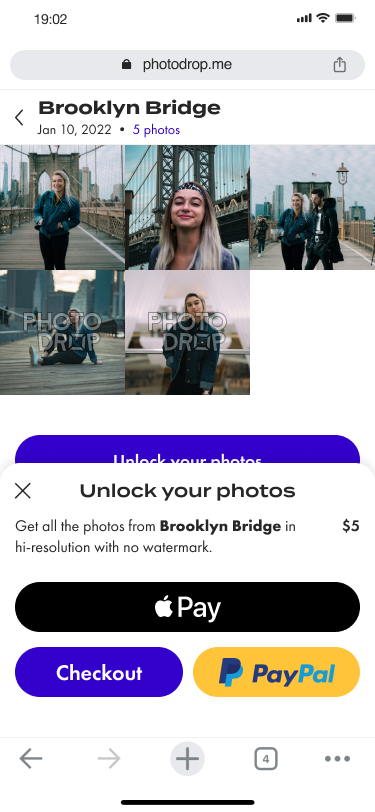 19:02
photodrop.me
Brooklyn Bridge
Jan 10, 2022 • 5 photos
PHOTO
DROP
PHOTO
DROP
Unlock your photos
Unlock your photos
Get all the photos from Brooklyn Bridge in
hi-resolution with no watermark.
$5
Pay
Checkout
PayPal
4